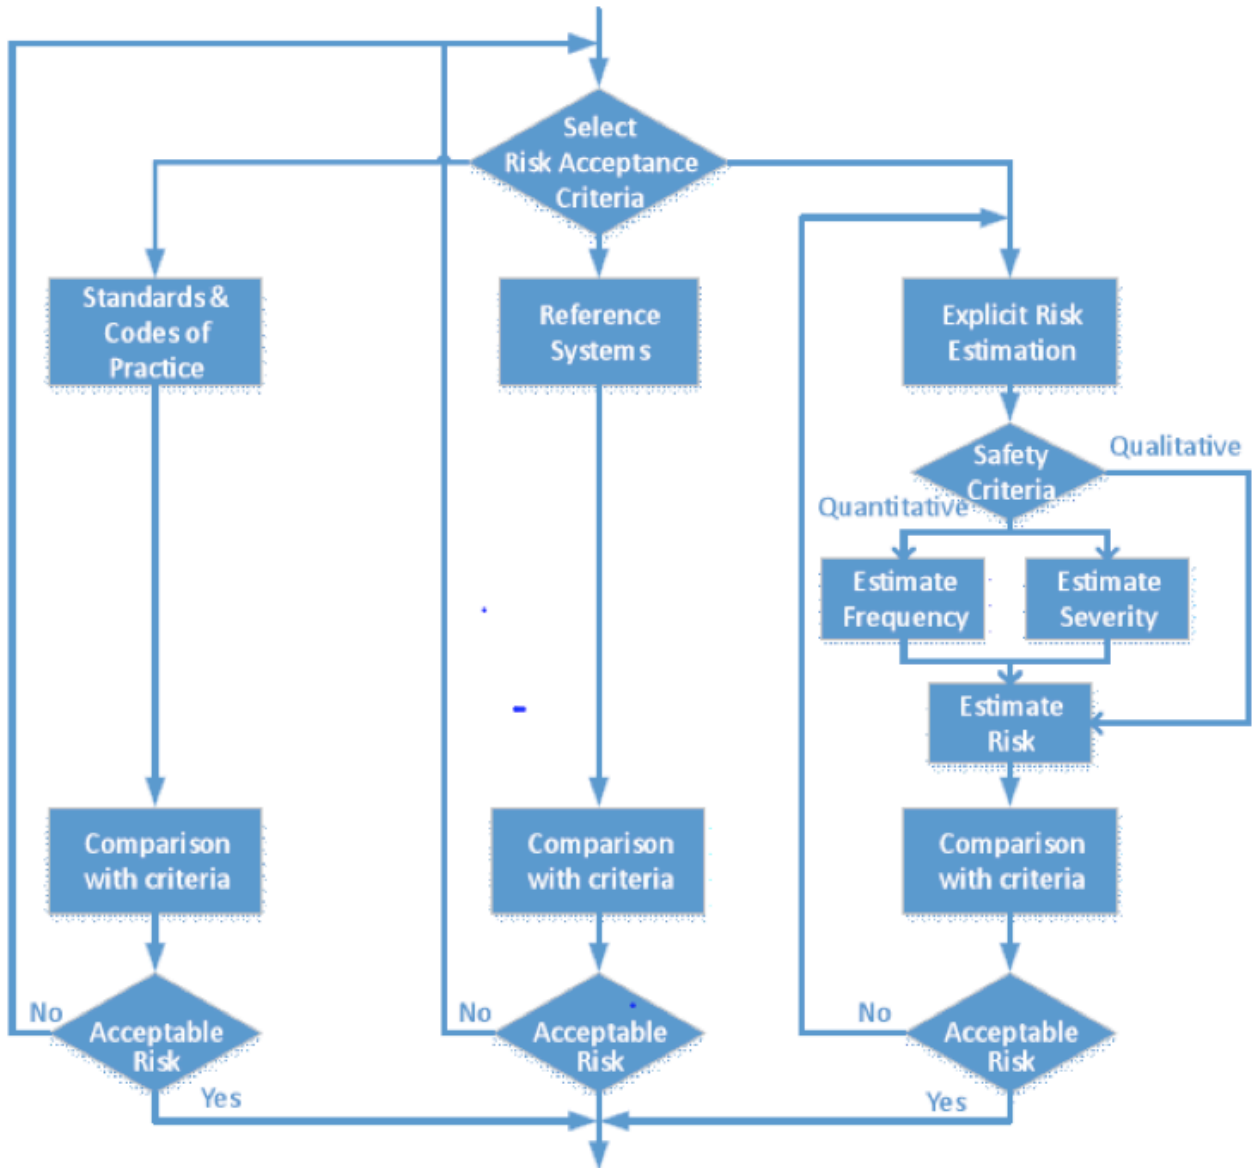 Select
Risk Acceptance
Criteria
Standards &
Codes of
Practice
Reference
Systems
Explicit Risk
Estimation
Safety
Criteria
Qualitative
Quantitative
Estimate
Frequency
Estimate
Severity
Estimate
Risk
Comparison
with criteria
Comparison
with criteria
Comparison
with criteria
No
Acceptable
Risk
Yes
No
Acceptable
Risk
No
Acceptable
Risk
Yes